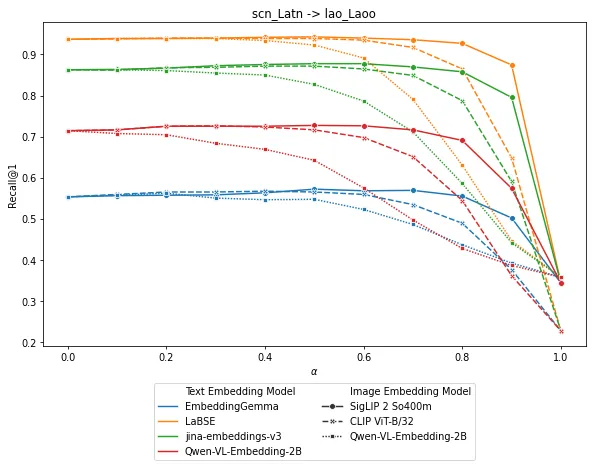 scn_Latn -> lao_Laoo
Recall@1
0.9
0.8
0.7
0.6
0.5
0.4
0.3
0.2
0.0 0.2 0.4 0.6 0.8 1.0
α
Text Embedding Model Image Embedding Model
EmbeddingGemma SigLIP 2 So400m
LaBSE CLIP ViT-B/32
jina-embeddings-v3 Qwen-VL-Embedding-2B
Qwen-VL-Embedding-2B